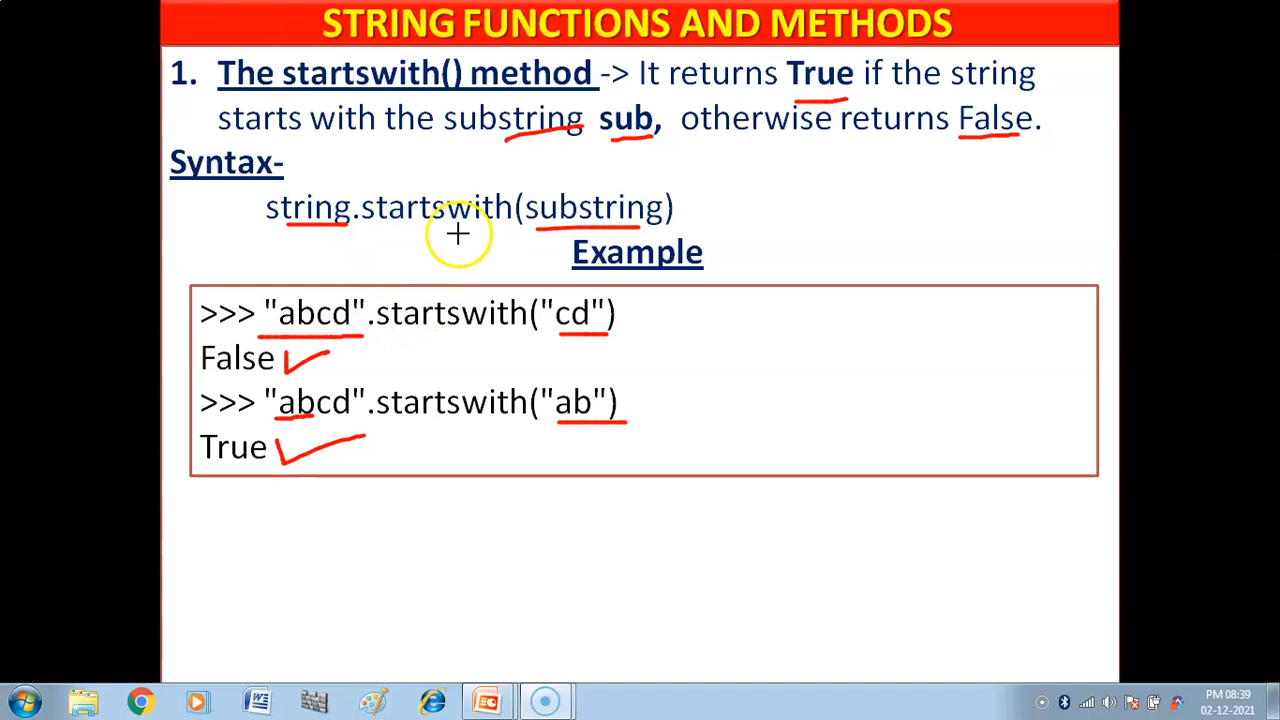 STRING FUNCTIONS AND METHODS
1. The startswith() method -> It returns True if the string
starts with the substring sub, otherwise returns False.
Syntax-
string.startswith(substring)
Example
>>> "abcd".startswith("cd")
False
>>> "abcd".startswith("ab")
True
PM 08:39
02-12-2021